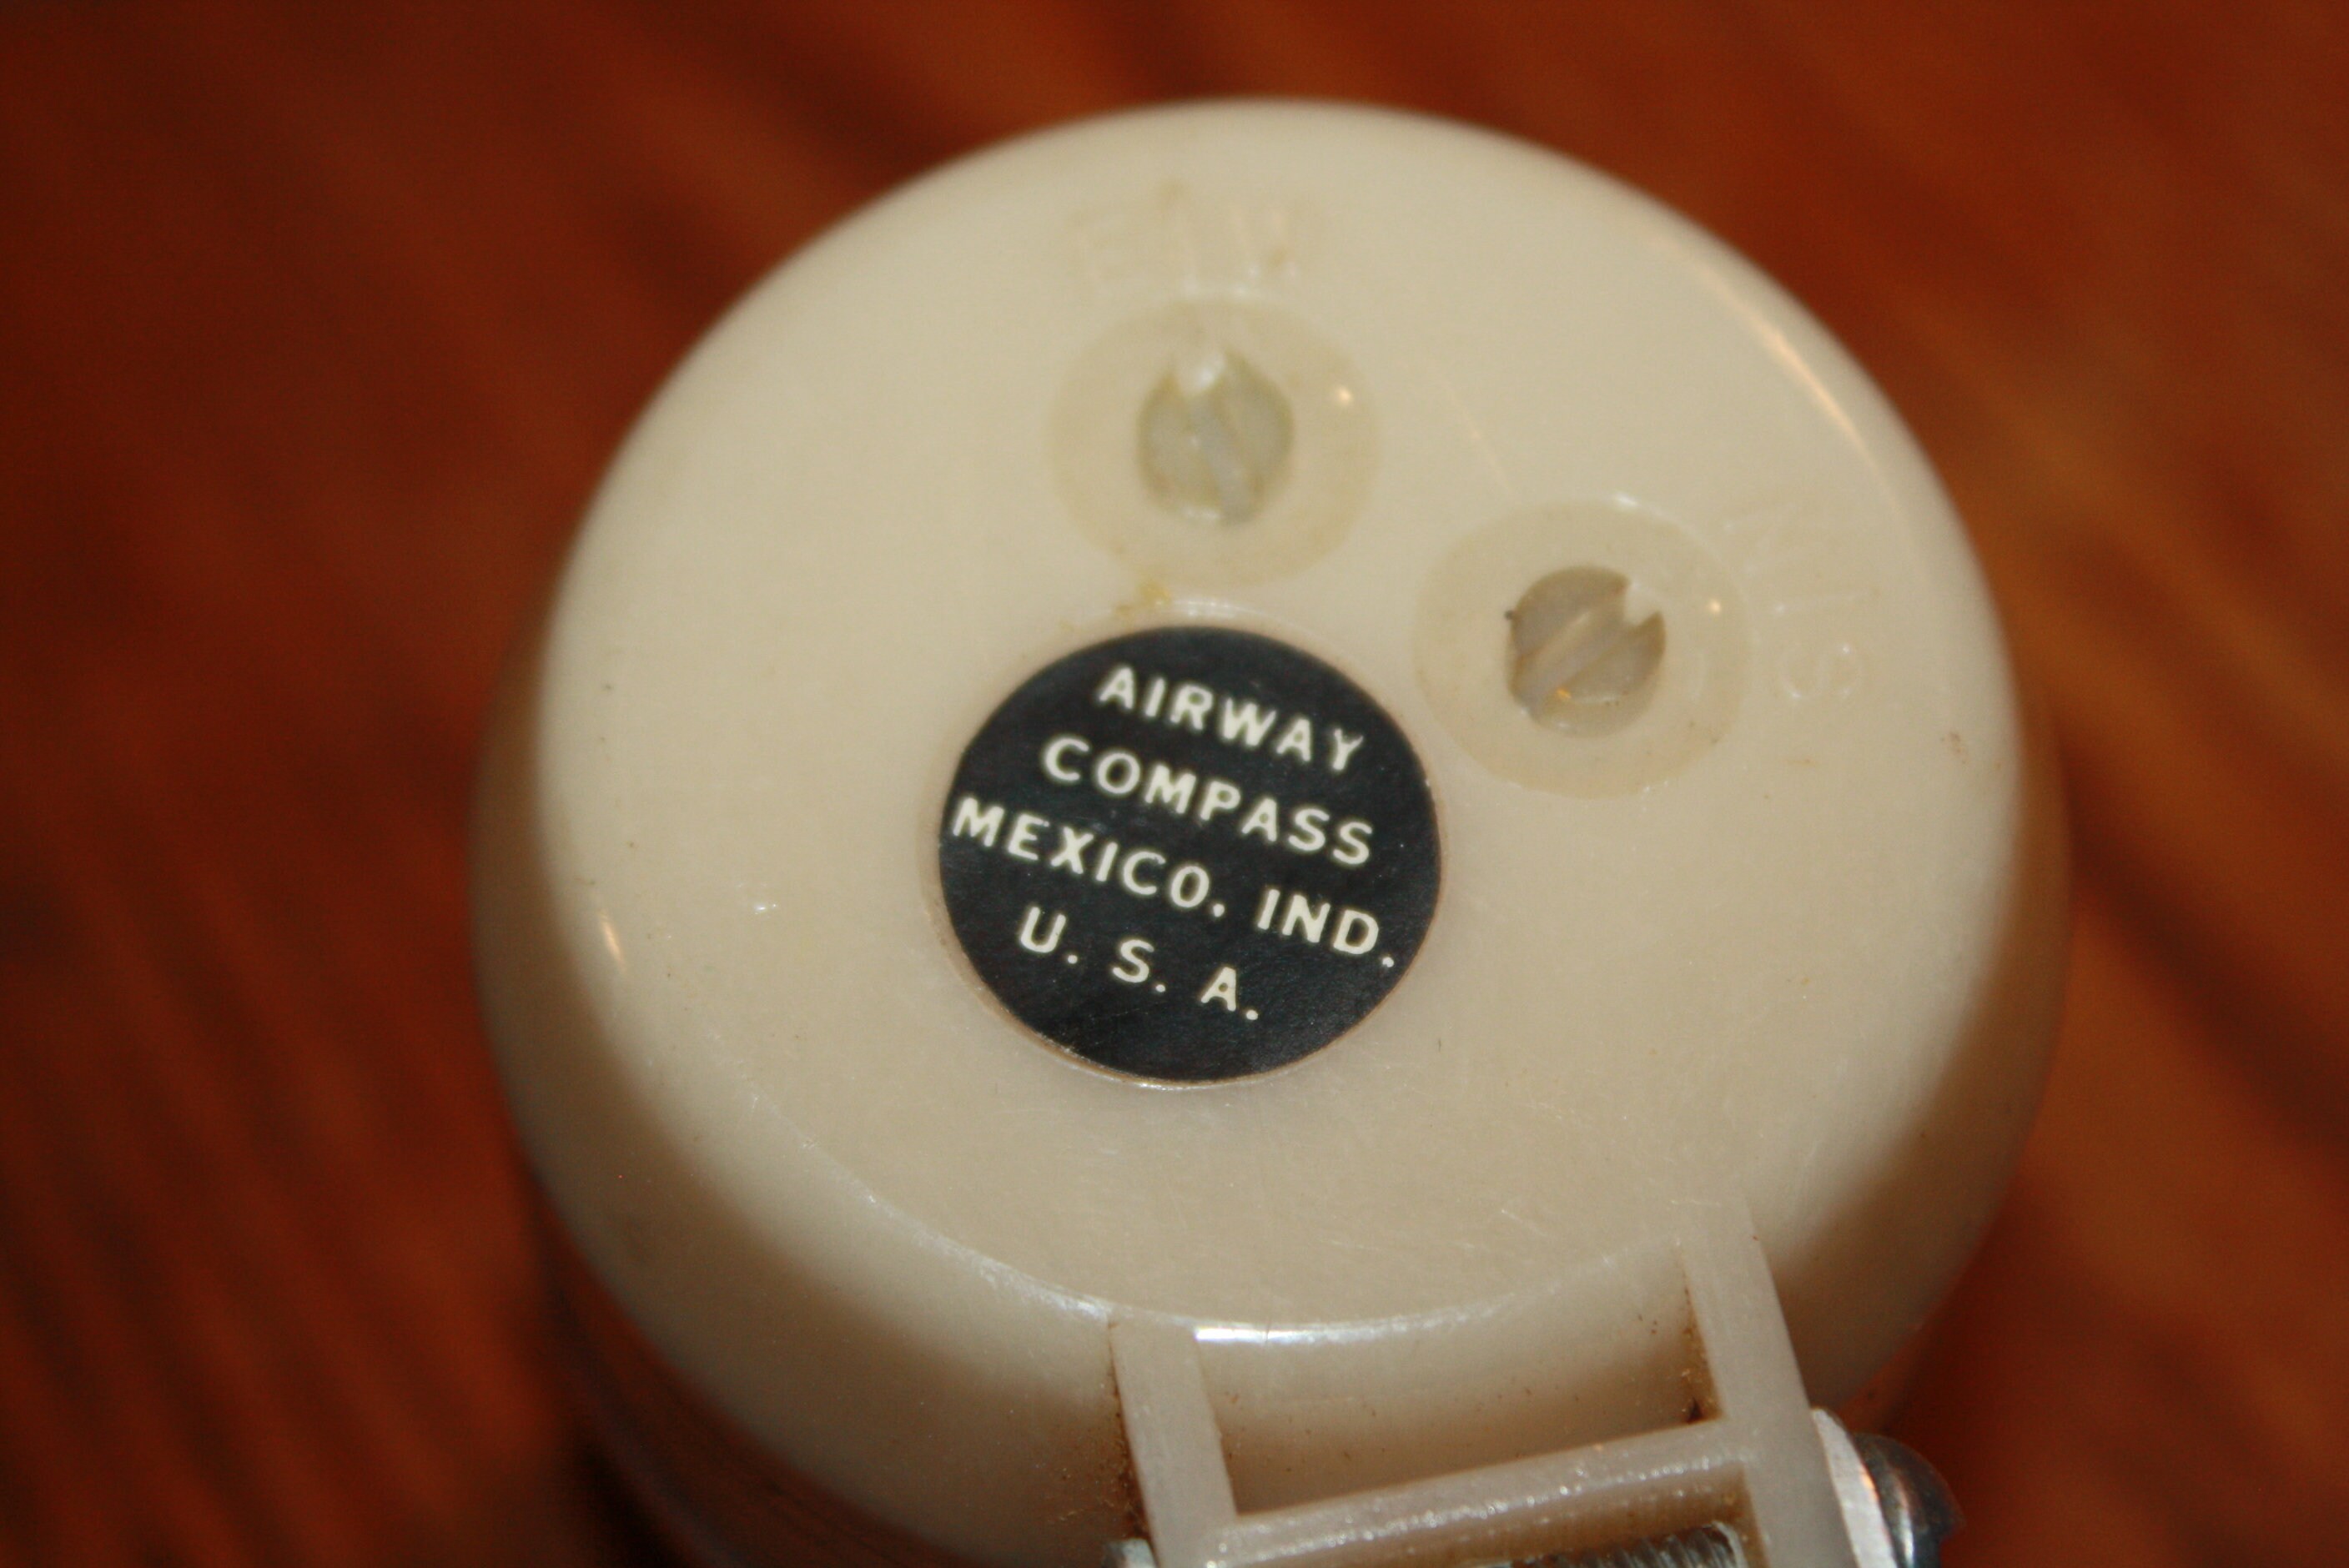 E|W
N|S
AIRWAY
COMPASS
MEXICO, IND.
U. S. A.